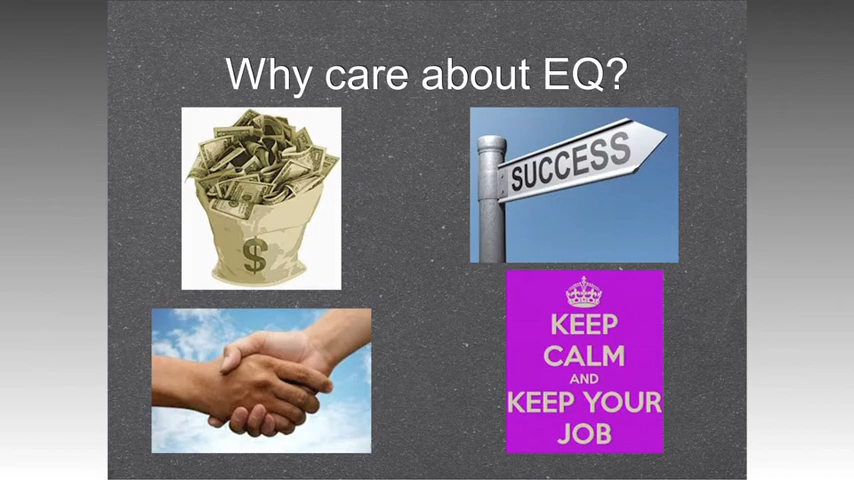 Why care about EQ?
$
SUCCESS
KEEP
CALM
AND
KEEP YOUR
JOB